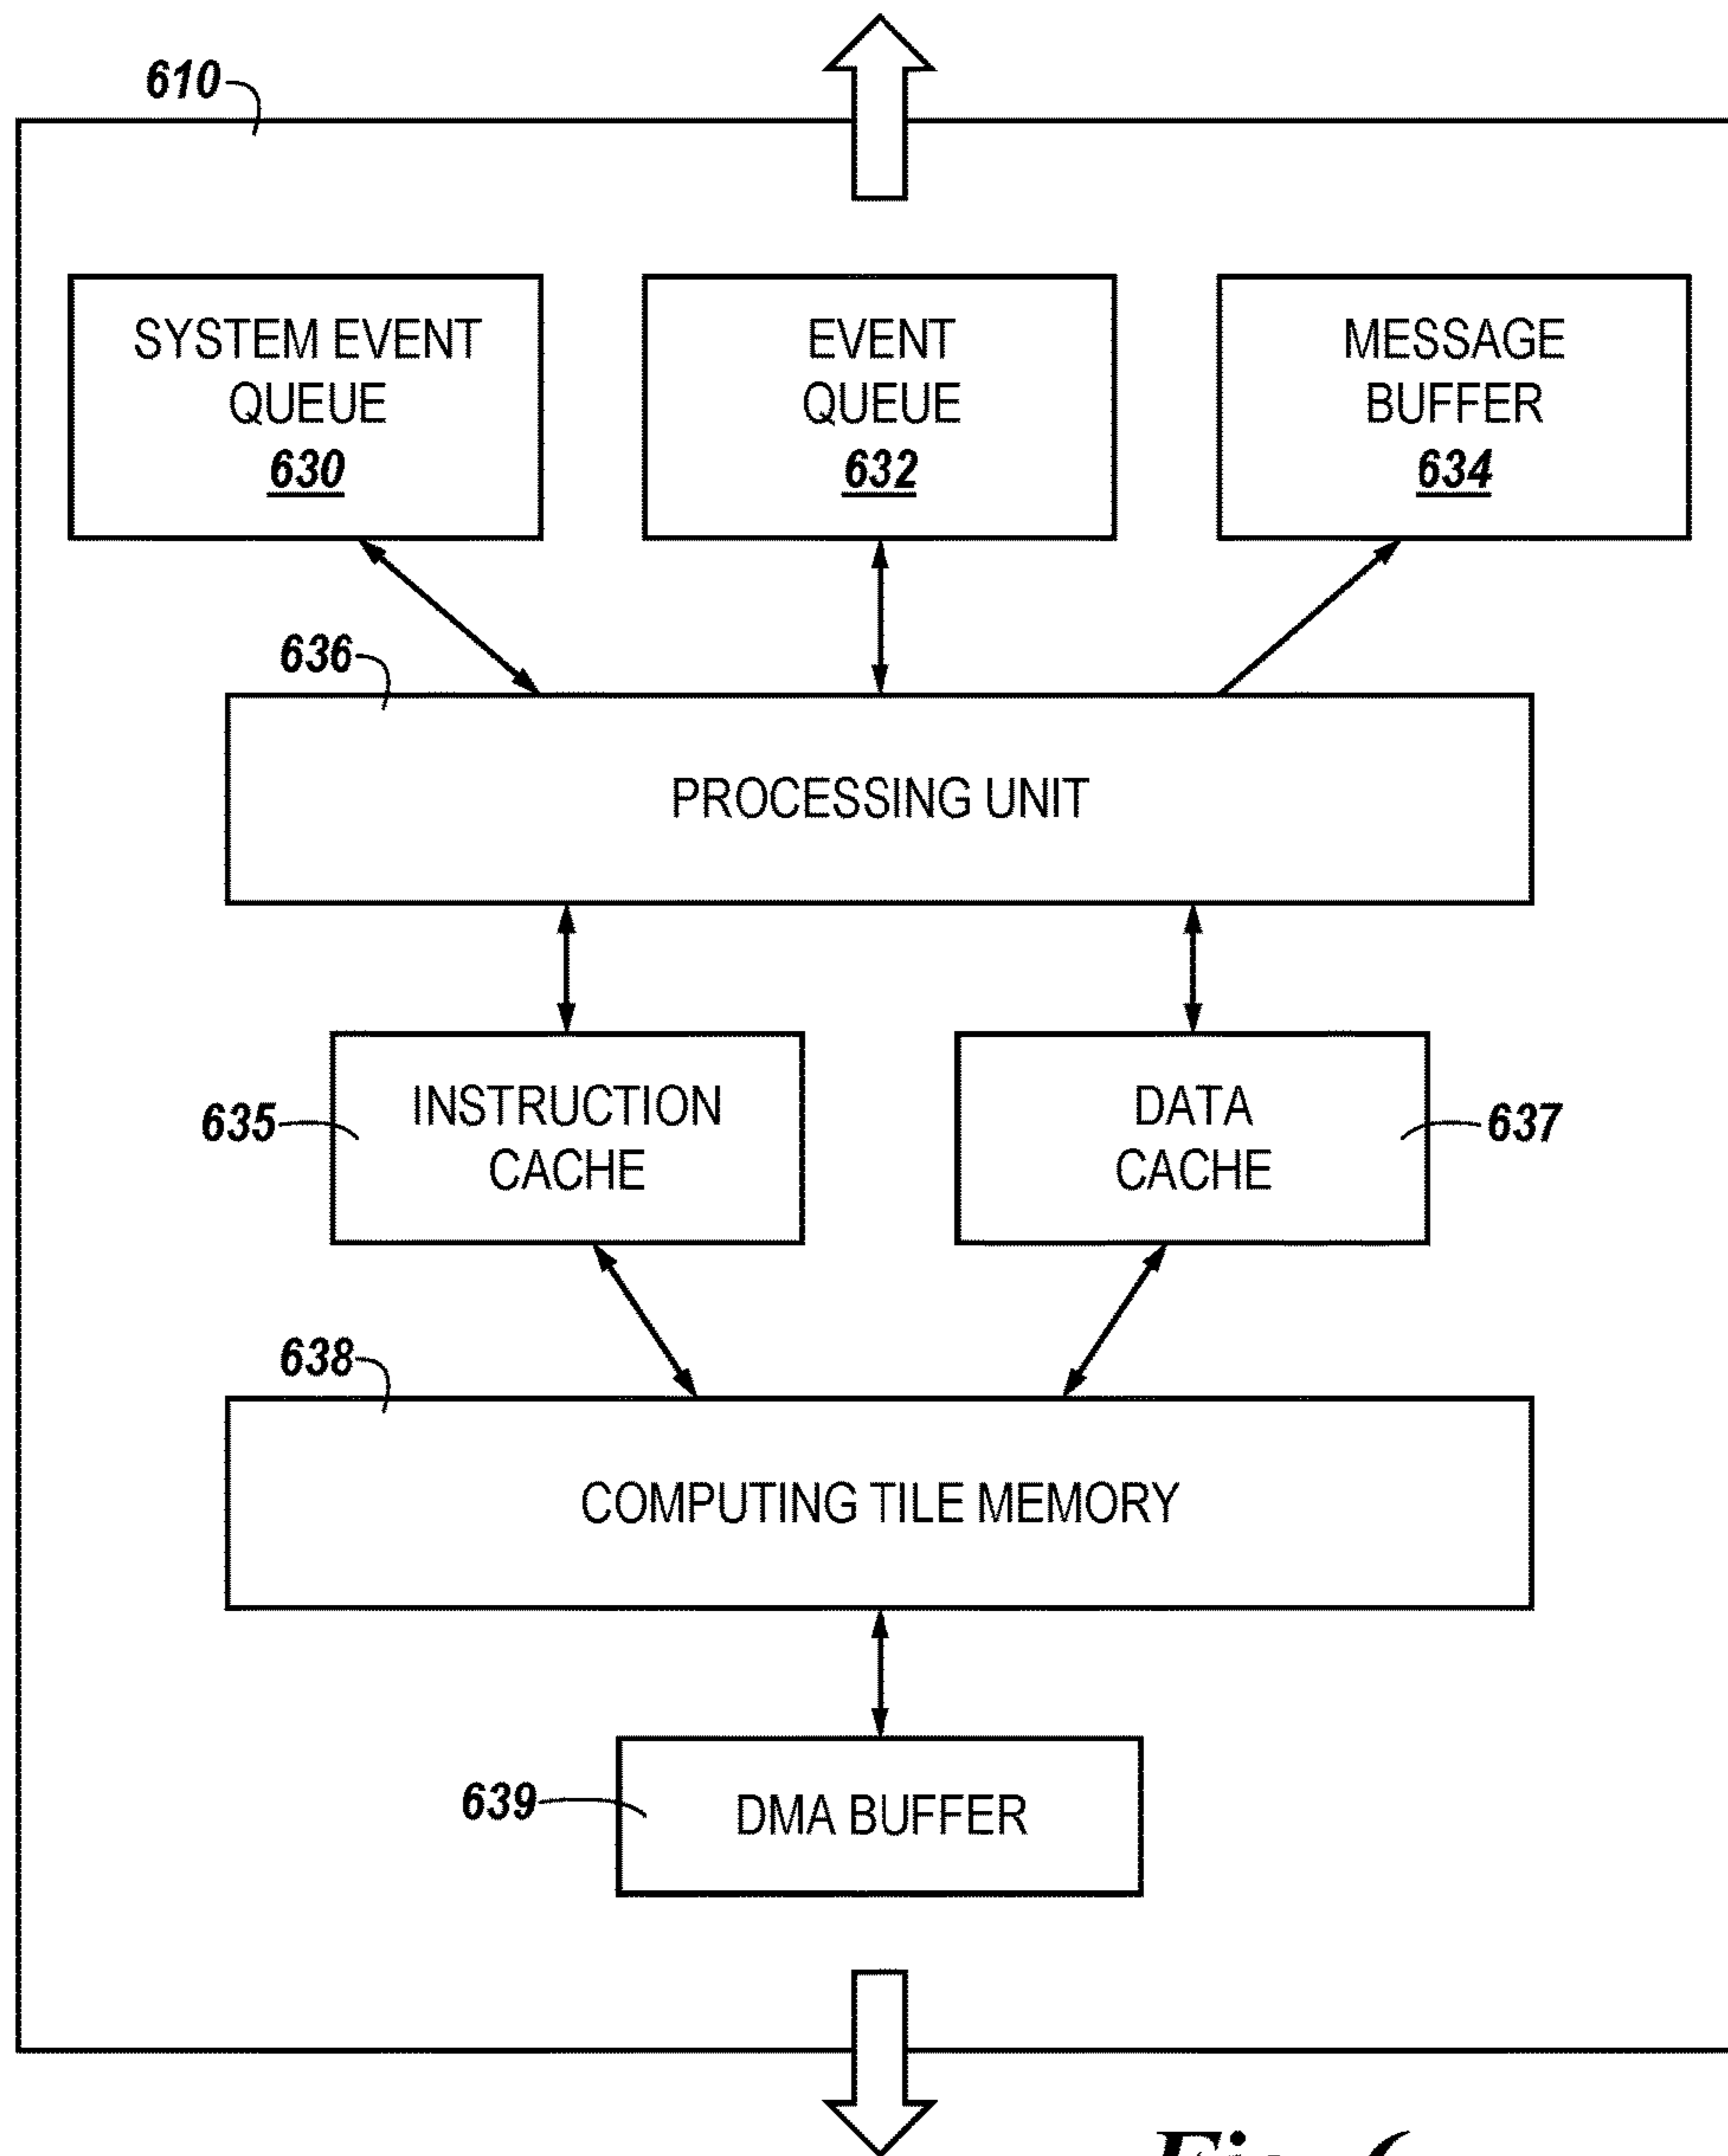 610
SYSTEM EVENT
QUEUE
630
EVENT
QUEUE
632
MESSAGE
BUFFER
634
636
PROCESSING UNIT
635
INSTRUCTION
CACHE
DATA
CACHE
637
638
COMPUTING TILE MEMORY
639
DMA BUFFER